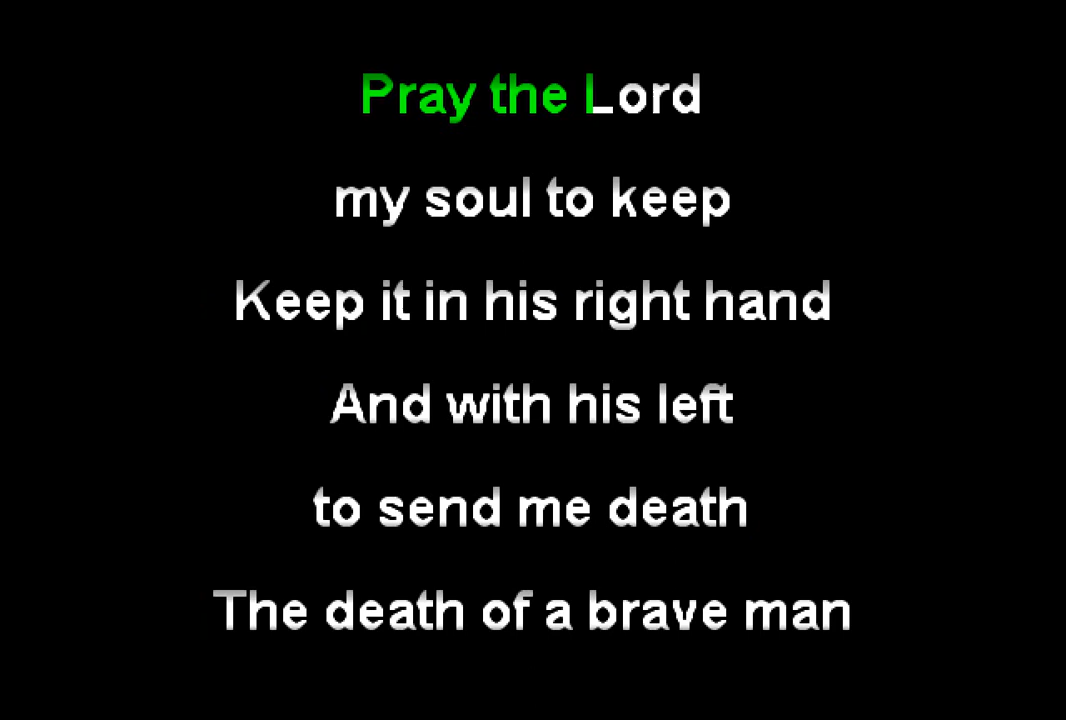 Pray the Lord
my soul to keep
Keep it in his right hand
And with his left
to send me death
The death of a brave man